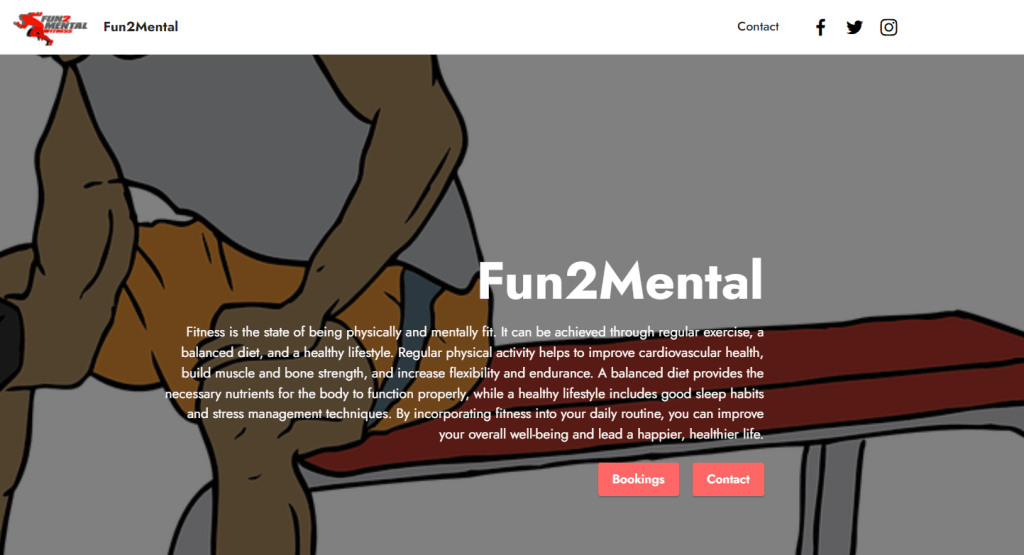 FUN2
MENTAL
FITNESS
Fun2Mental
Contact
Fun2Mental
Fitness is the state of being physically and mentally fit. It can be achieved through regular exercise, a
balanced diet, and a healthy lifestyle. Regular physical activity helps to improve cardiovascular health,
build muscle and bone strength, and increase flexibility and endurance. A balanced diet provides the
necessary nutrients for the body to function properly, while a healthy lifestyle includes good sleep habits
and stress management techniques. By incorporating fitness into your daily routine, you can improve
your overall well-being and lead a happier, healthier life.
Bookings Contact